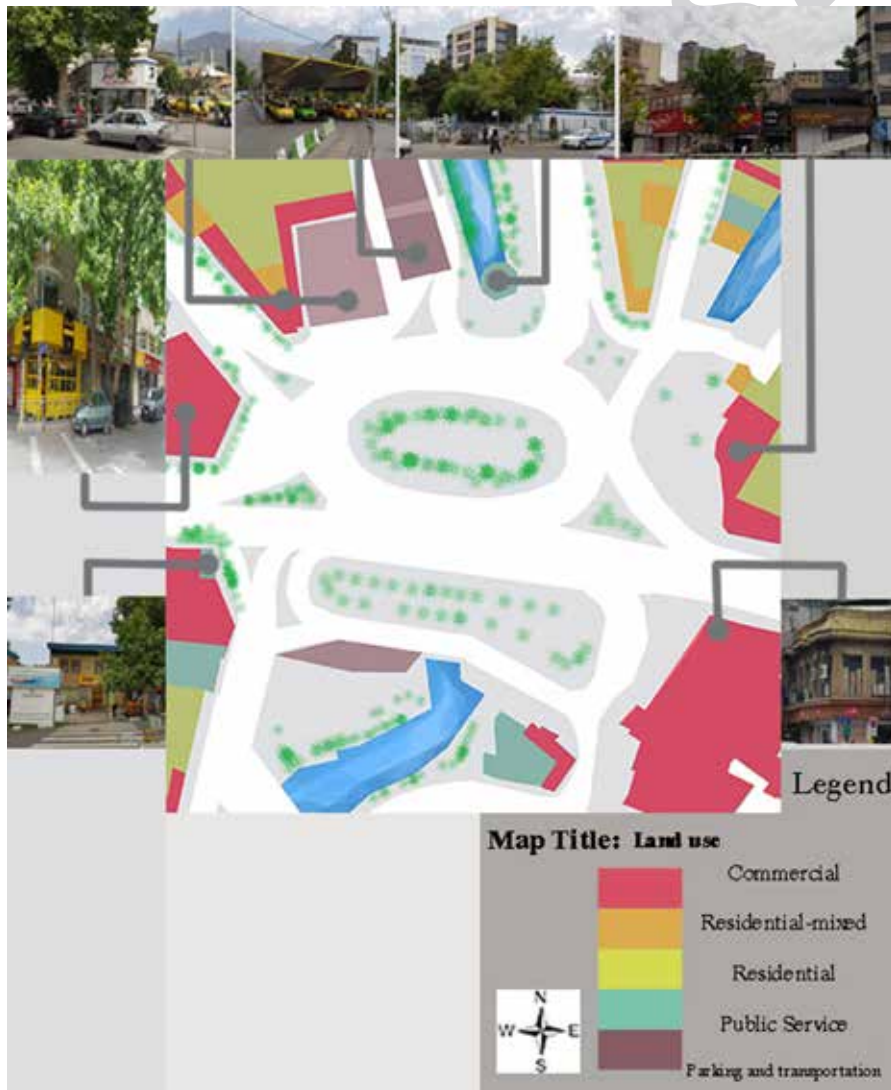 Legend
Map Title: Land use
Commercial
Residential-mixed
Residential
Public Service
Parking and transportation
N
W E
S